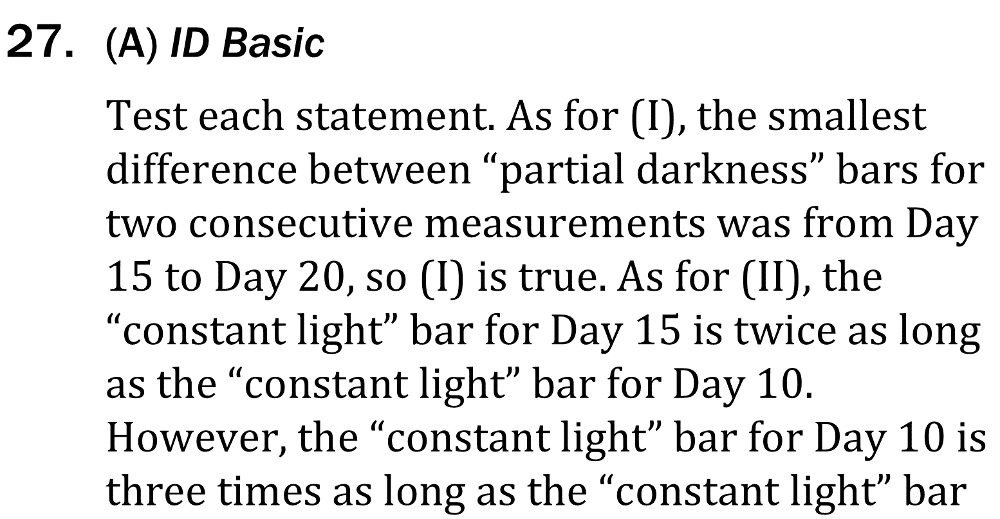 27. (A) ID Basic
Test each statement. As for (I), the smallest
difference between “partial darkness” bars for
two consecutive measurements was from Day
15 to Day 20, so (I) is true. As for (II), the
“constant light” bar for Day 15 is twice as long
as the “constant light” bar for Day 10.
However, the “constant light” bar for Day 10 is
three times as long as the “constant light” bar